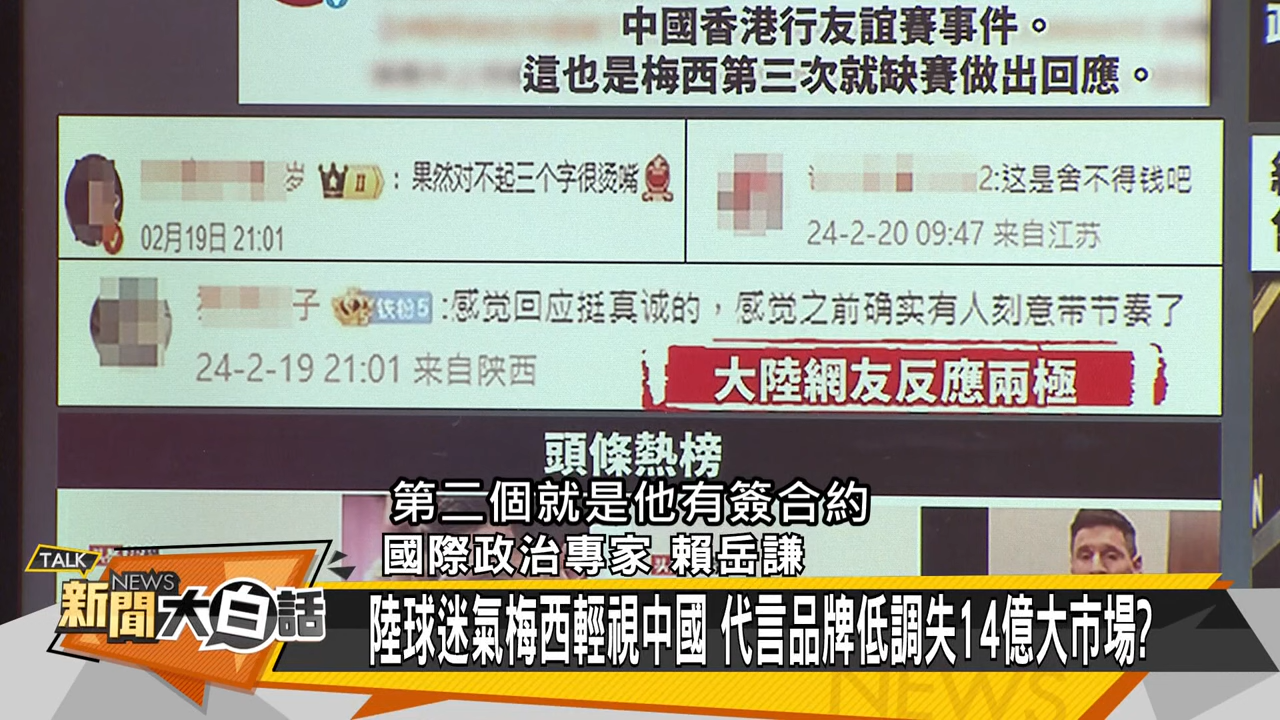 中國香港行友誼賽事件。
這也是梅西第三次就缺賽做出回應。
岁 II：果然对不起三个字很烫嘴
02月19日 21:01
2:这是舍不得钱吧
24-2-20 09:47 来自江苏
子 铁粉5 :感觉回应挺真诚的，感觉之前确实有人刻意带节奏了
24-2-19 21:01 来自陕西
大陸網友反應兩極
頭條熱榜
第二個就是他有簽合約
國際政治專家 賴岳謙
TALK
NEWS
新聞大白話
陸球迷氣梅西輕視中國 代言品牌低調失14億大市場?
NEWS